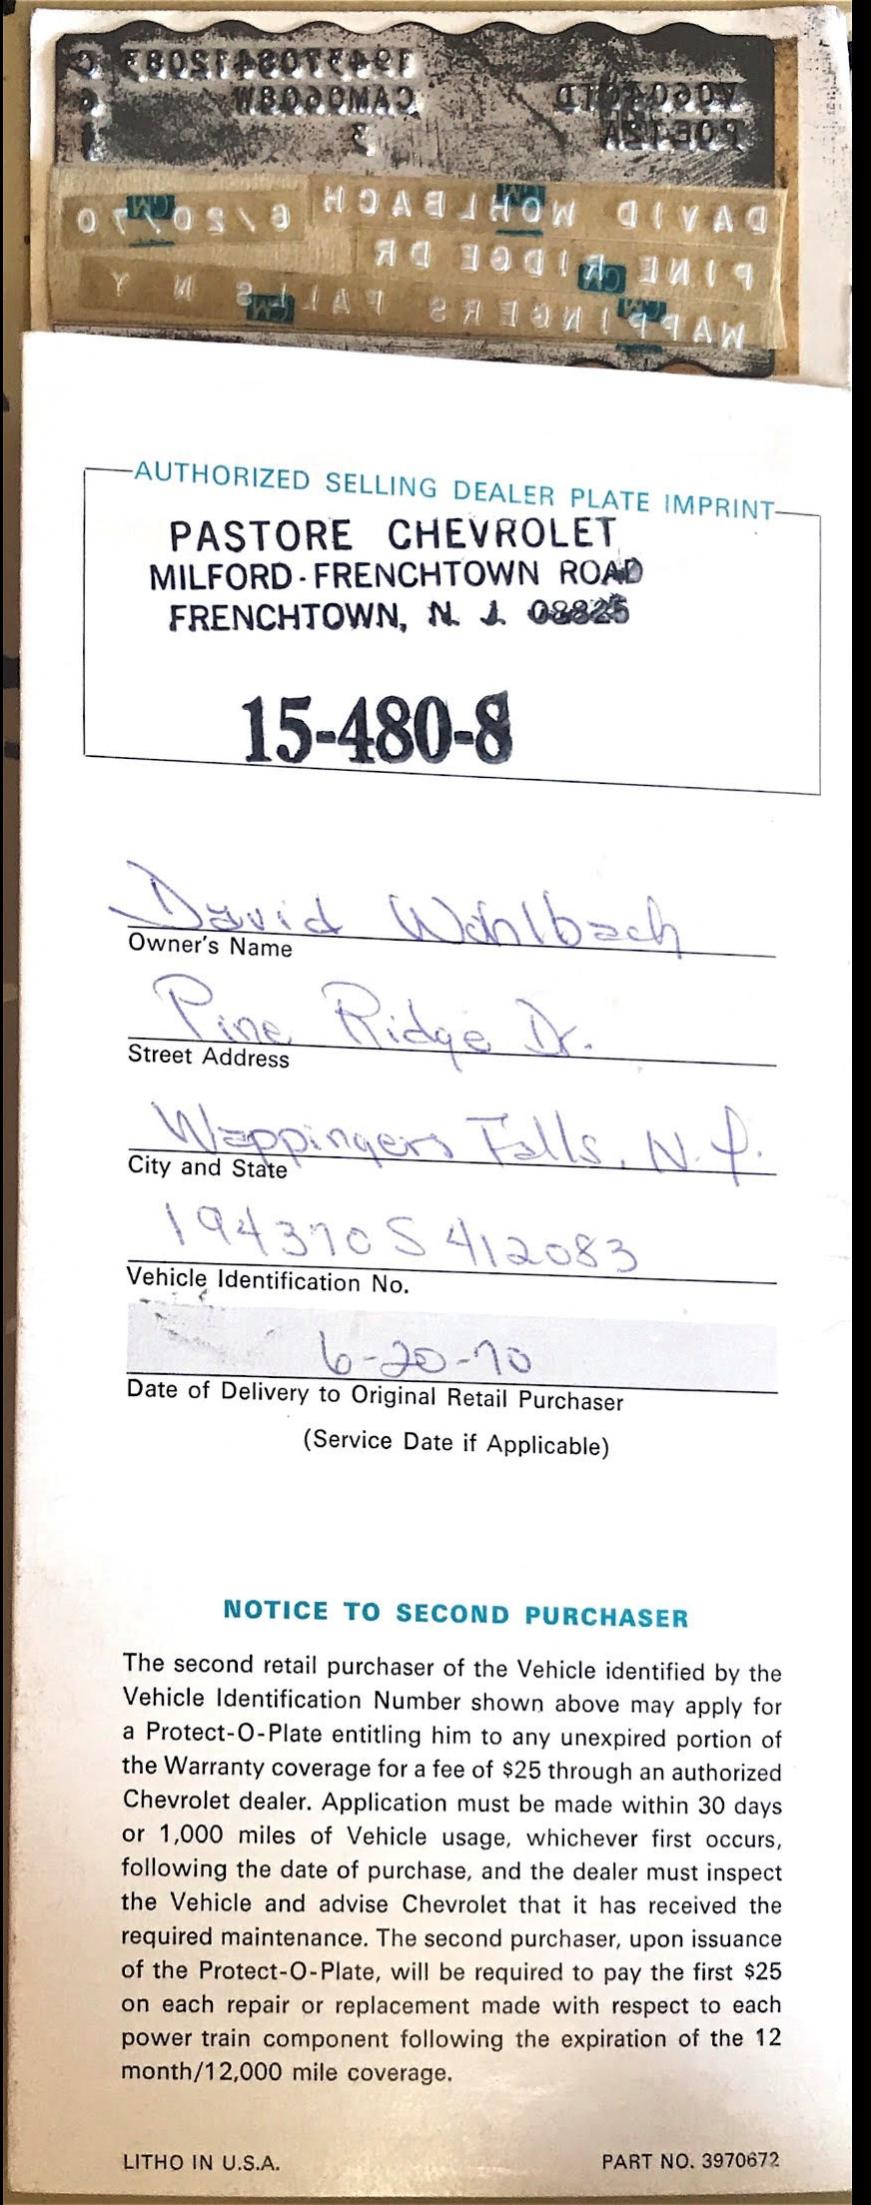 194370S412083 C
CAM0608W
3
DAVID WOHLBACH 6/20/70
PINE RIDGE DR
WAPPINGERS FALLS N Y
AUTHORIZED SELLING DEALER PLATE IMPRINT
PASTORE CHEVROLET
MILFORD - FRENCHTOWN ROAD
FRENCHTOWN, N. J. 08825
15-480-8
David Wohlbach
Owner's Name
Pine Ridge Dr.
Street Address
Wappingers Falls, N.Y.
City and State
194370S412083
Vehicle Identification No.
6-20-70
Date of Delivery to Original Retail Purchaser
(Service Date if Applicable)
NOTICE TO SECOND PURCHASER
The second retail purchaser of the Vehicle identified by the
Vehicle Identification Number shown above may apply for
a Protect-O-Plate entitling him to any unexpired portion of
the Warranty coverage for a fee of $25 through an authorized
Chevrolet dealer. Application must be made within 30 days
or 1,000 miles of Vehicle usage, whichever first occurs,
following the date of purchase, and the dealer must inspect
the Vehicle and advise Chevrolet that it has received the
required maintenance. The second purchaser, upon issuance
of the Protect-O-Plate, will be required to pay the first $25
on each repair or replacement made with respect to each
power train component following the expiration of the 12
month/12,000 mile coverage.
LITHO IN U.S.A. PART NO. 3970672